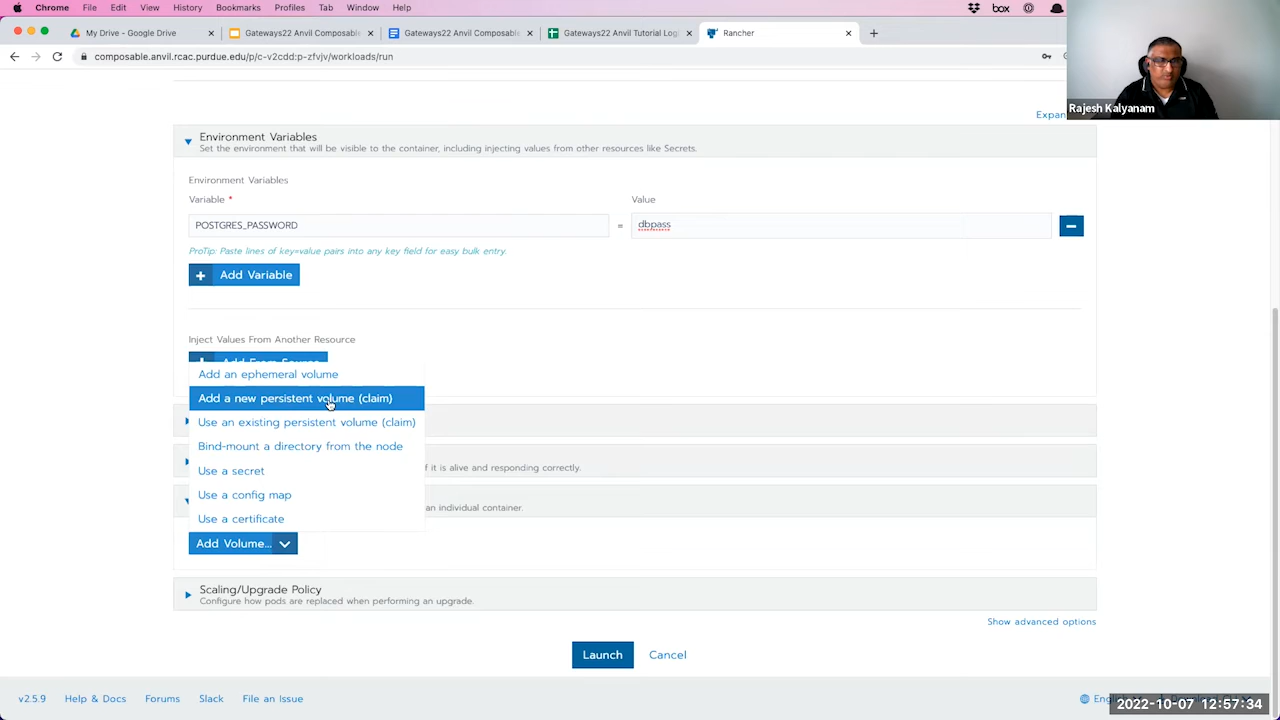 Chrome File Edit View History Bookmarks Profiles Tab Window Help box
My Drive - Google Drive × Gateways22 Anvil Composable × Gateways22 Anvil Composable × Gateways22 Anvil Tutorial Logi × Rancher × +
composable.anvil.rcac.purdue.edu/p/c-v2cdd:p-zfvjv/workloads/run
Rajesh Kalyanam
Expan
Environment Variables
Set the environment that will be visible to the container, including injecting values from other resources like Secrets.
Environment Variables
Variable * Value
POSTGRES_PASSWORD = dbpass
ProTip: Paste lines of key=value pairs into any key field for easy bulk entry.
+ Add Variable
Inject Values From Another Resource
Add From Source
Add an ephemeral volume
Add a new persistent volume (claim)
Use an existing persistent volume (claim)
Bind-mount a directory from the node
f it is alive and responding correctly.
Use a secret
Use a config map
an individual container.
Use a certificate
Add Volume...
Scaling/Upgrade Policy
Configure how pods are replaced when performing an upgrade.
Show advanced options
Launch Cancel
v2.5.9 Help & Docs Forums Slack File an Issue
2022-10-07 12:57:34